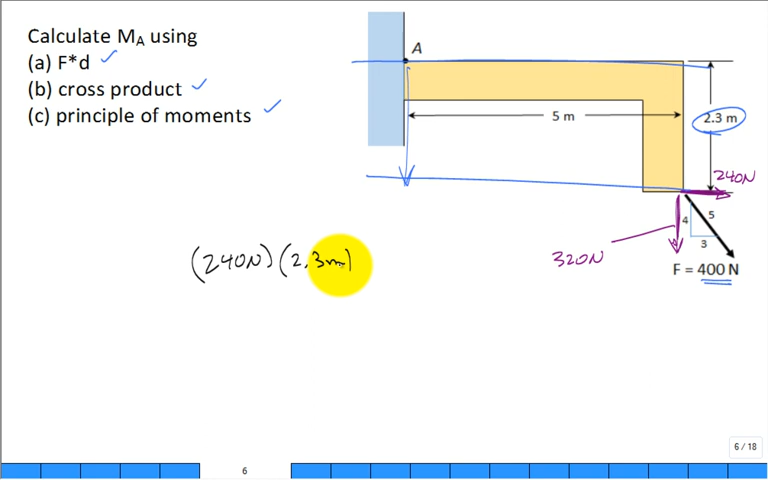 Calculate MA using
(a) F*d
(b) cross product
(c) principle of moments
A
5 m
2.3 m
240N
4
5
3
320N
F = 400 N
(240N)(2.3m)
6 / 18
6